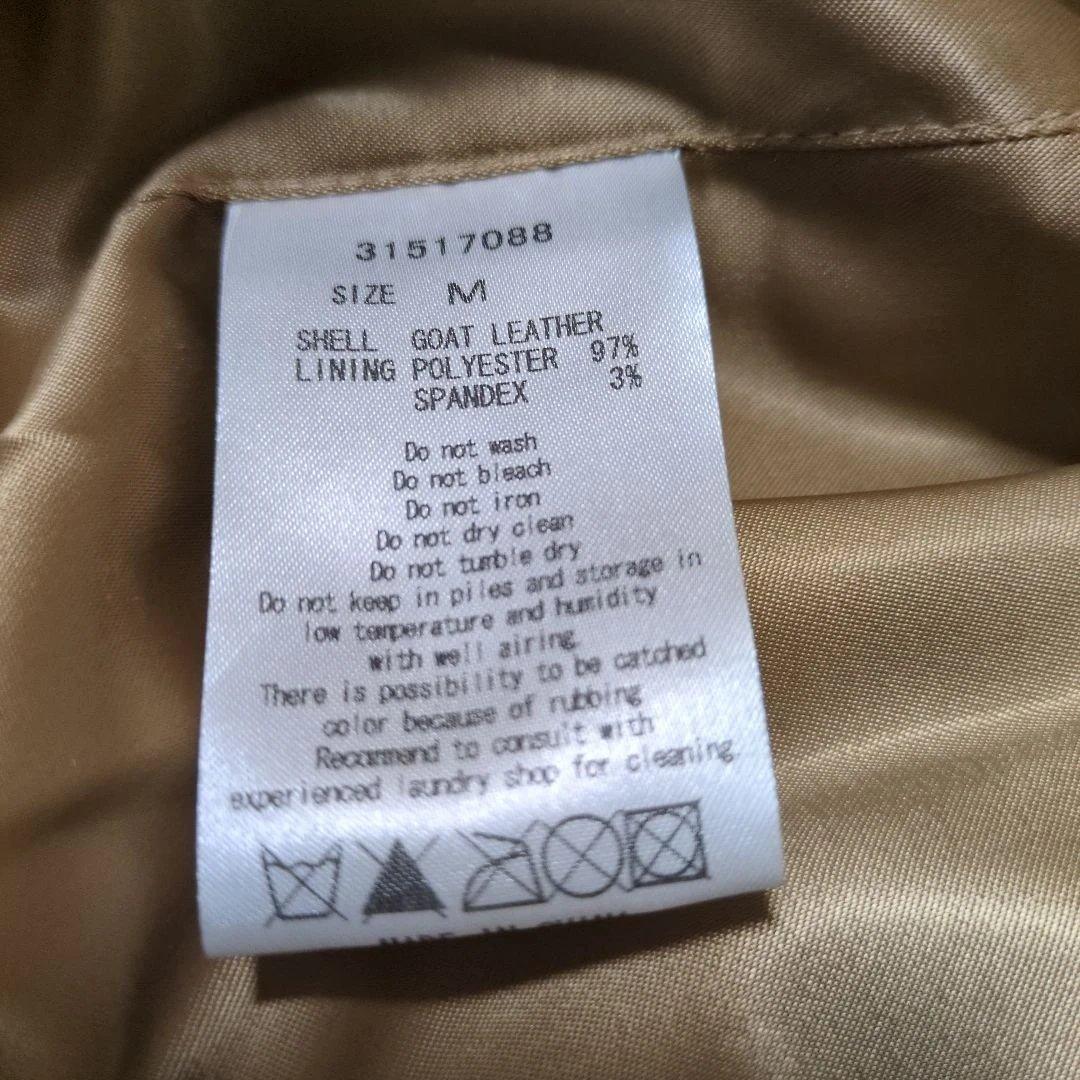 31517088
SIZE M
SHELL GOAT LEATHER
LINING POLYESTER 97%
SPANDEX 3%
Do not wash
Do not bleach
Do not iron
Do not dry clean
Do not tumble dry
Do not keep in piles and storage in
low temperature and humidity
with well airing.
There is possibility to be catched
color because of rubbing
Recommend to consult with
experienced laundry shop for cleaning.
MADE IN